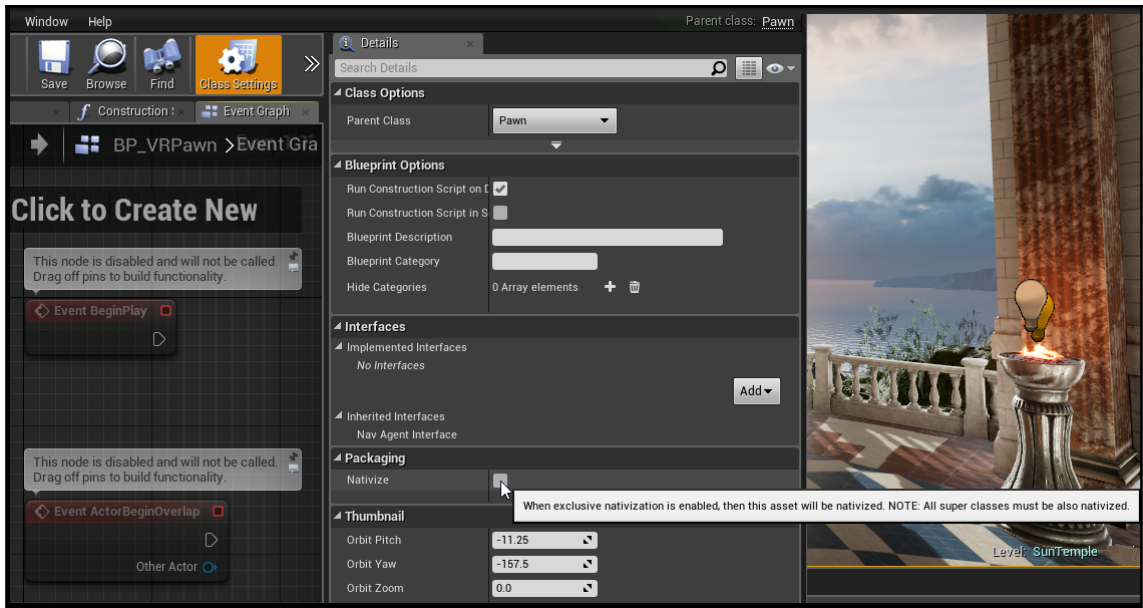 Window Help
Parent class: Pawn
Save Browse Find Class Settings
Construction
Event Graph
BP_VRPawn >Event Gra
Click to Create New
This node is disabled and will not be called.
Drag off pins to build functionality.
Event BeginPlay
This node is disabled and will not be called.
Drag off pins to build functionality.
Event ActorBeginOverlap
Other Actor
Details
Search Details
Class Options
Parent Class Pawn
Blueprint Options
Run Construction Script on D
Run Construction Script in S
Blueprint Description
Blueprint Category
Hide Categories 0 Array elements
Interfaces
Implemented Interfaces
No Interfaces
Add
Inherited Interfaces
Nav Agent Interface
Packaging
Nativize
When exclusive nativization is enabled, then this asset will be nativized. NOTE: All super classes must be also nativized.
Thumbnail
Orbit Pitch -11.25
Orbit Yaw -157.5
Orbit Zoom 0.0
Level: SunTemple